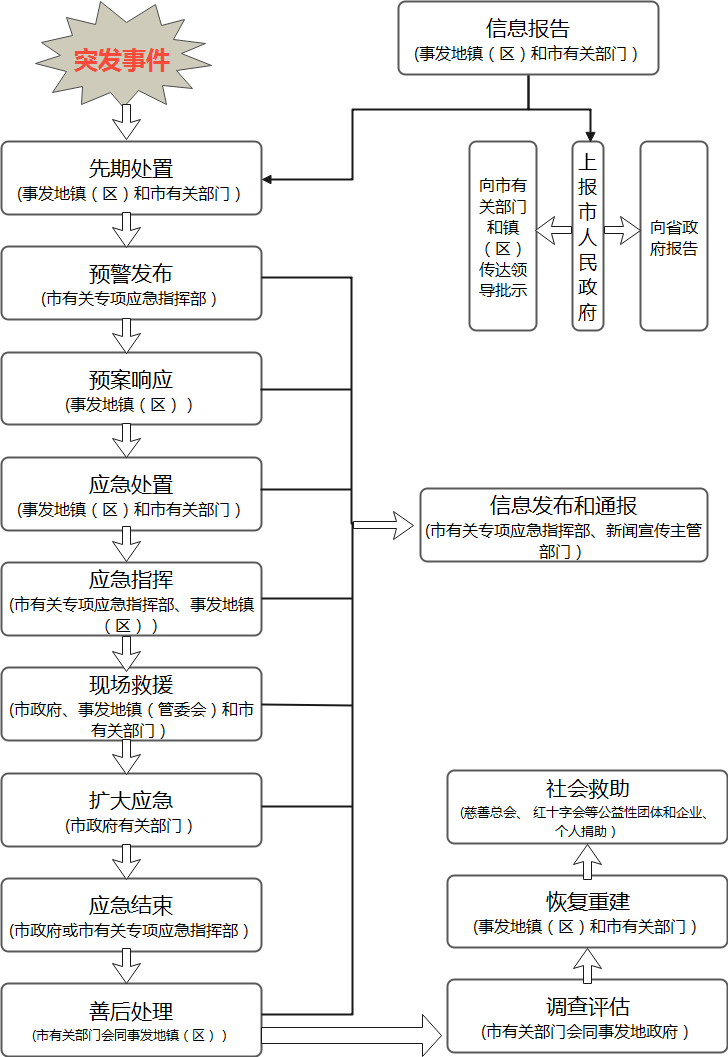 突发事件
信息报告
(事发地镇（区）和市有关部门）
先期处置
(事发地镇（区）和市有关部门）
上
报
市
人
民
政
府
向市有
关部门
和镇
（区）
传达领
导批示
向省政
府报告
预警发布
(市有关专项应急指挥部）
预案响应
(事发地镇（区））
应急处置
(事发地镇（区）和市有关部门）
信息发布和通报
(市有关专项应急指挥部、新闻宣传主管
部门）
应急指挥
(市有关专项应急指挥部、事发地镇
（区））
现场救援
(市政府、事发地镇（管委会）和市
有关部门）
扩大应急
(市政府有关部门）
应急结束
(市政府或市有关专项应急指挥部）
善后处理
(市有关部门会同事发地镇（区））
社会救助
(慈善总会、 红十字会等公益性团体和企业、
个人捐助）
恢复重建
(事发地镇（区）和市有关部门）
调查评估
(市有关部门会同事发地政府）